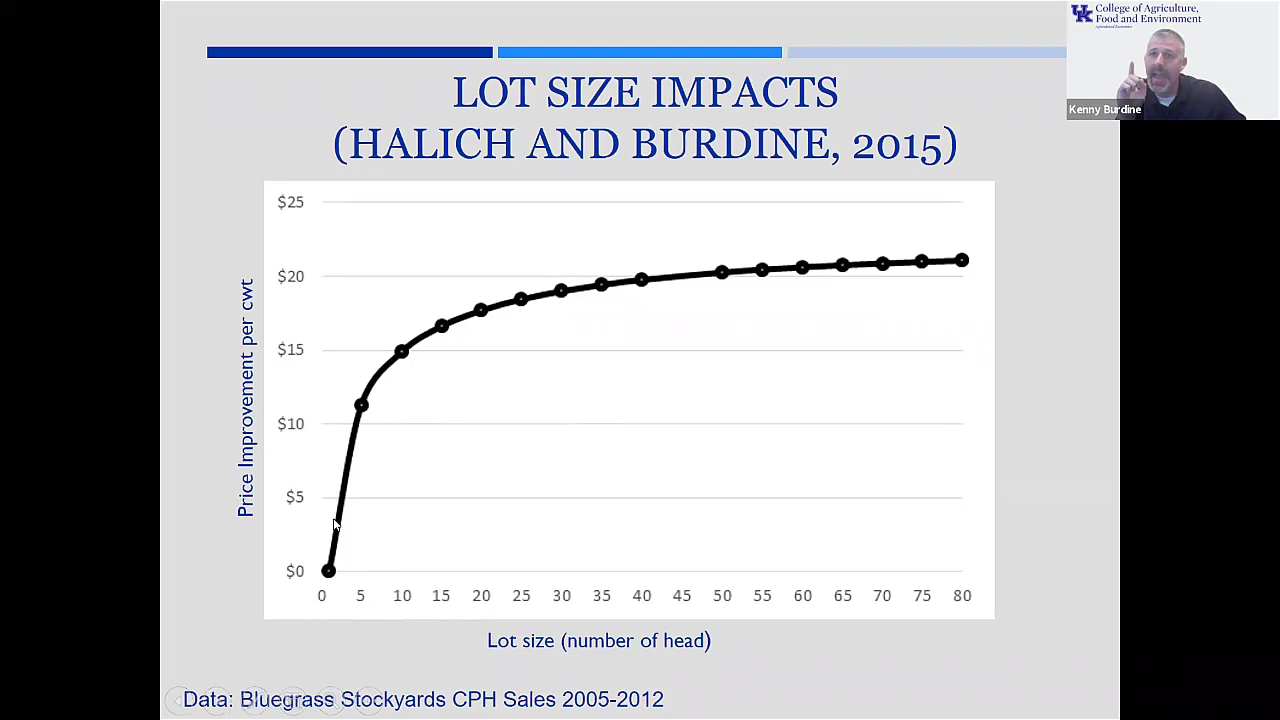 College of Agriculture,
Food and Environment
Agricultural Economics
Kenny Burdine
LOT SIZE IMPACTS
(HALICH AND BURDINE, 2015)
Price Improvement per cwt
$25
$20
$15
$10
$5
$0
0 5 10 15 20 25 30 35 40 45 50 55 60 65 70 75 80
Lot size (number of head)
Data: Bluegrass Stockyards CPH Sales 2005-2012